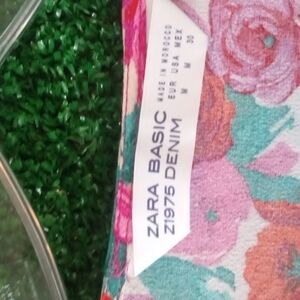 ZARA BASIC
Z1975 DENIM
MADE IN MOROCCO
EUR USA MEX
M M 30